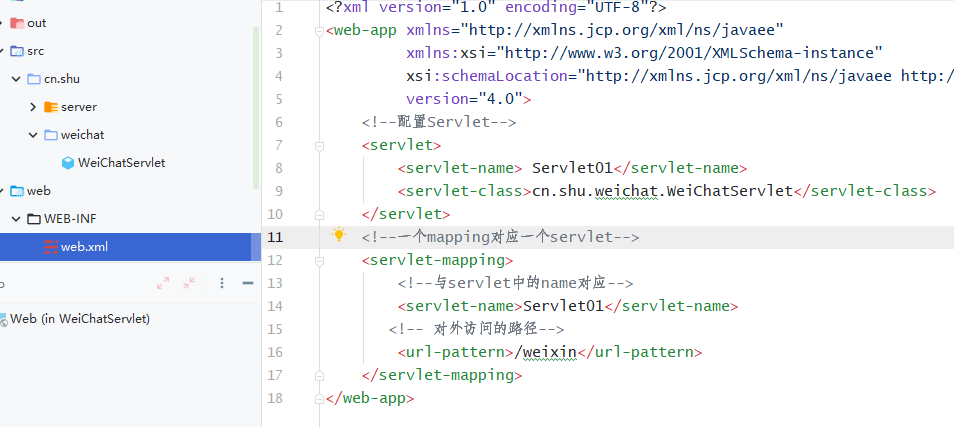 out
src
cn.shu
server
weichat
WeiChatServlet
web
WEB-INF
web.xml
Web (in WeiChatServlet)
1 <?xml version="1.0" encoding="UTF-8"?>
2 <web-app xmlns="http://xmlns.jcp.org/xml/ns/javaee"
3 xmlns:xsi="http://www.w3.org/2001/XMLSchema-instance"
4 xsi:schemaLocation="http://xmlns.jcp.org/xml/ns/javaee http:/
5 version="4.0">
6 <!--配置Servlet-->
7 <servlet>
8 <servlet-name> Servlet01</servlet-name>
9 <servlet-class>cn.shu.weichat.WeiChatServlet</servlet-class>
10 </servlet>
11 <!--一个mapping对应一个servlet-->
12 <servlet-mapping>
13 <!--与servlet中的name对应-->
14 <servlet-name>Servlet01</servlet-name>
15 <!-- 对外访问的路径-->
16 <url-pattern>/weixin</url-pattern>
17 </servlet-mapping>
18 </web-app>